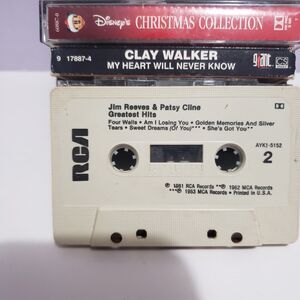 Disney's CHRISTMAS COLLECTION
CLAY WALKER
9 17887-4
MY HEART WILL NEVER KNOW
giant
Jim Reeves & Patsy Cline
Greatest Hits
Four Walls • Am I Losing You • Golden Memories And Silver
Tears • Sweet Dreams (Of You)*** • She's Got You**
AYK1-5152
2
RCA
℗ 1981 RCA Records **℗ 1962 MCA Records
***℗ 1963 MCA Records • Printed in U.S.A.